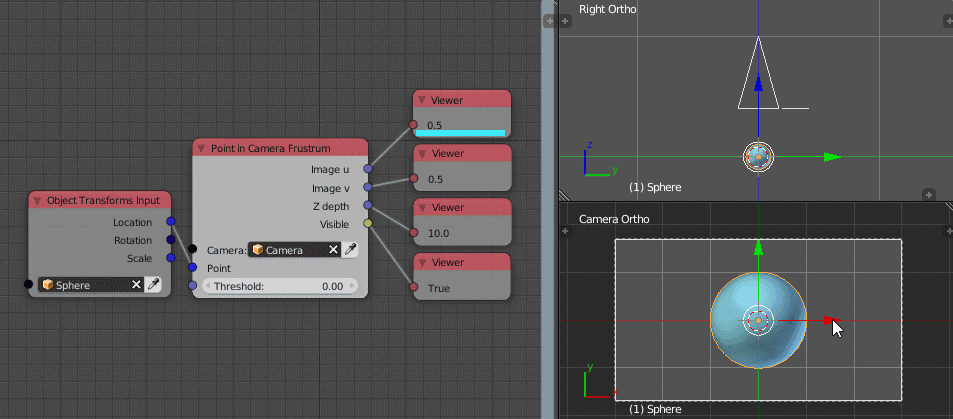 Object Transforms Input
Location
Rotation
Scale
Sphere
Point in Camera Frustrum
Image u
Image v
Z depth
Visible
Camera:
Camera
Point
Threshold: 0.00
Viewer
0.5
Viewer
0.5
Viewer
10.0
Viewer
True
Right Ortho
z
y
(1) Sphere
Camera Ortho
y
(1) Sphere